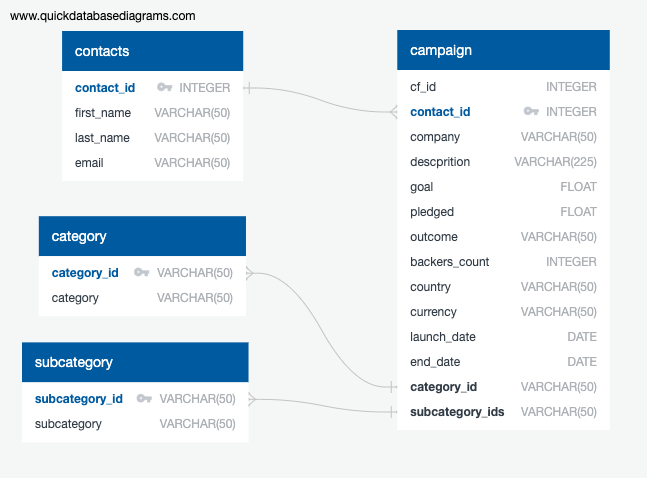 www.quickdatabasediagrams.com
contacts
contact_id INTEGER
first_name VARCHAR(50)
last_name VARCHAR(50)
email VARCHAR(50)
category
category_id VARCHAR(50)
category VARCHAR(50)
subcategory
subcategory_id VARCHAR(50)
subcategory VARCHAR(50)
campaign
cf_id INTEGER
contact_id INTEGER
company VARCHAR(50)
descprition VARCHAR(225)
goal FLOAT
pledged FLOAT
outcome VARCHAR(50)
backers_count INTEGER
country VARCHAR(50)
currency VARCHAR(50)
launch_date DATE
end_date DATE
category_id VARCHAR(50)
subcategory_ids VARCHAR(50)